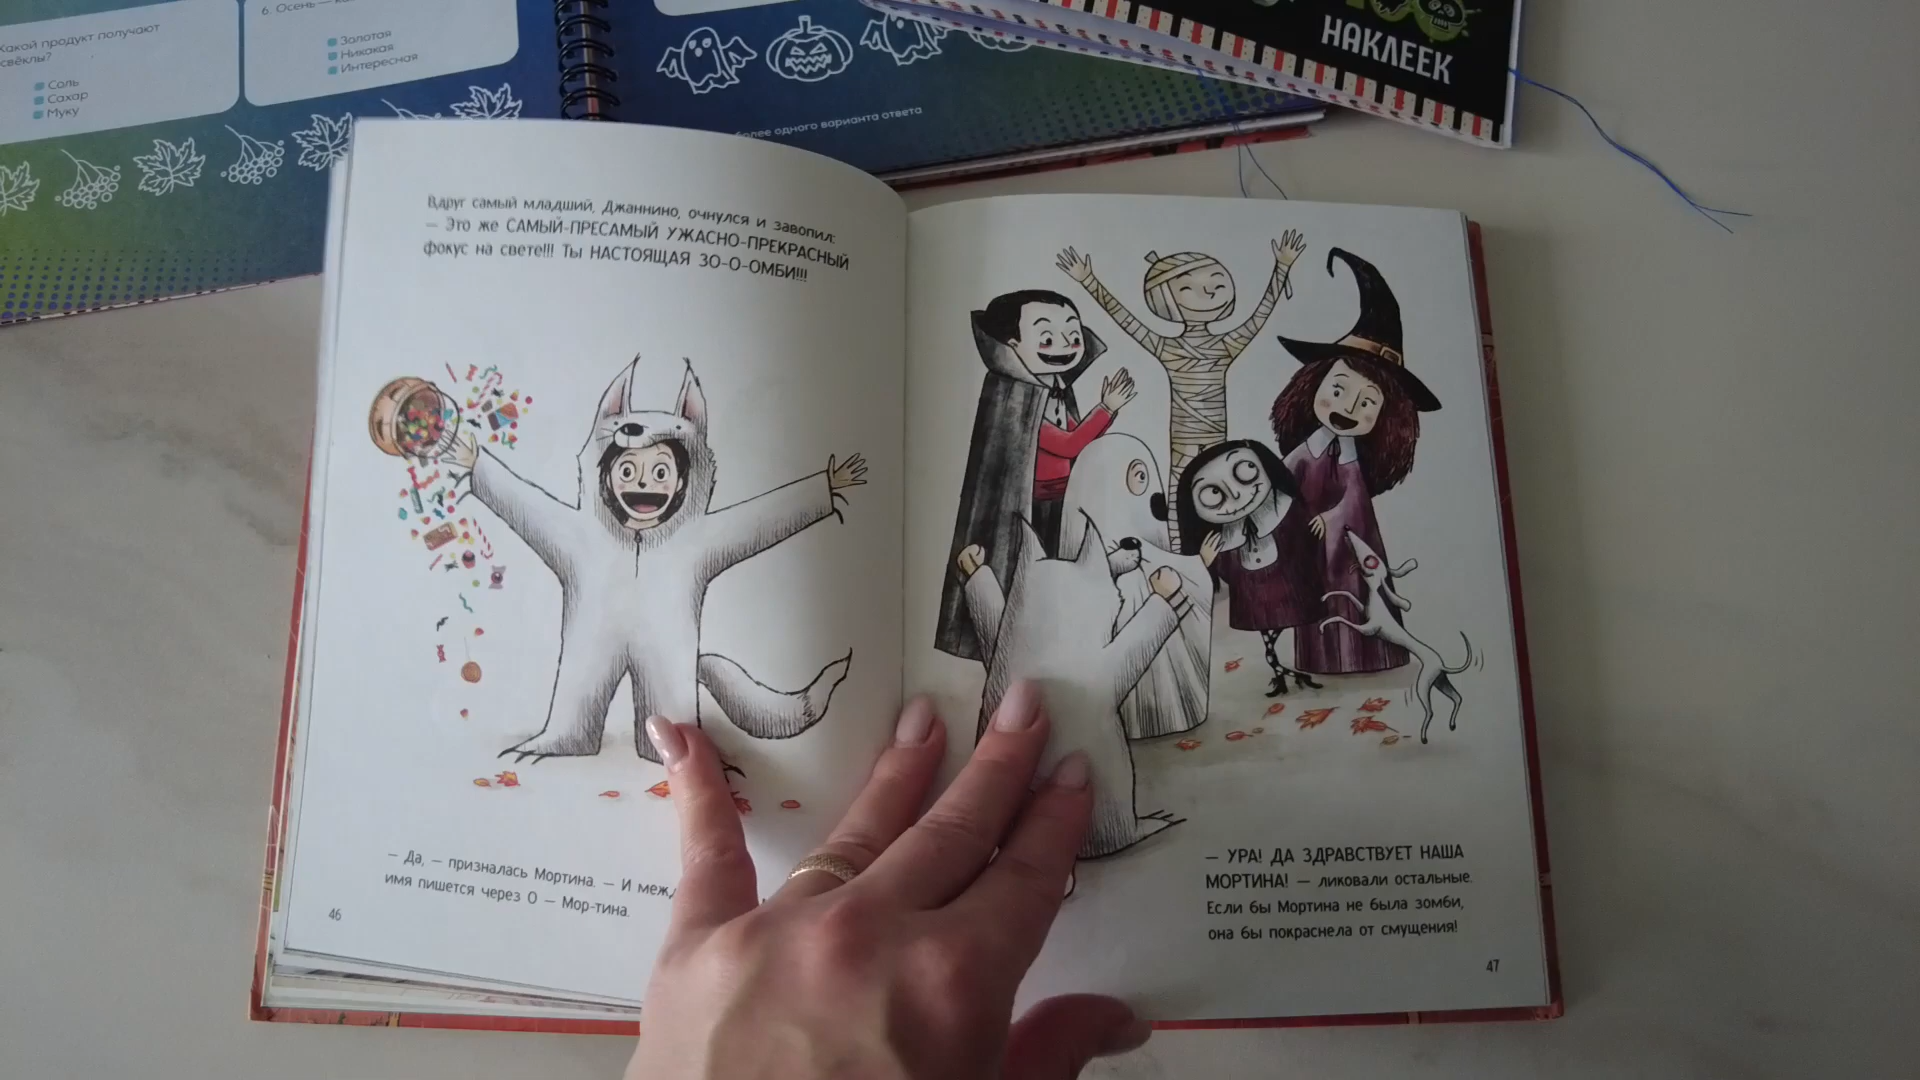 Какой продукт получают
свёклы?
Соль
Сахар
Муку
6. Осень —
Золотая
Никакая
Интересная
более одного варианта ответа
НАКЛЕЕК
Вдруг самый младший, Джаннино, очнулся и завопил:
— Это же САМЫЙ-ПРЕСАМЫЙ УЖАСНО-ПРЕКРАСНЫЙ
фокус на свете!!! Ты НАСТОЯЩАЯ ЗО-О-ОМБИ!!!
— Да, — призналась Мортина. — И меж
имя пишется через О — Мор-тина.
46
— УРА! ДА ЗДРАВСТВУЕТ НАША
МОРТИНА! — ликовали остальные.
Если бы Мортина не была зомби,
она бы покраснела от смущения!
47